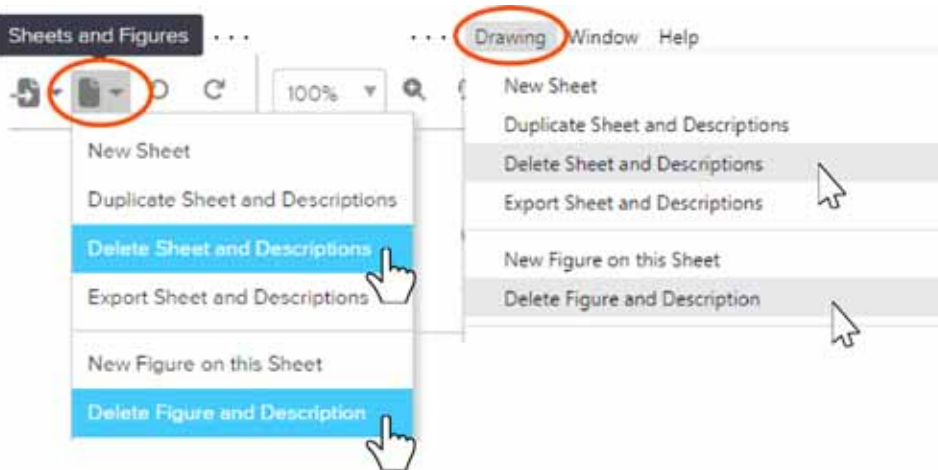 Sheets and Figures ...
100%
New Sheet
Duplicate Sheet and Descriptions
Delete Sheet and Descriptions
Export Sheet and Descriptions
New Figure on this Sheet
Delete Figure and Description
... Drawing Window Help
New Sheet
Duplicate Sheet and Descriptions
Delete Sheet and Descriptions
Export Sheet and Descriptions
New Figure on this Sheet
Delete Figure and Description